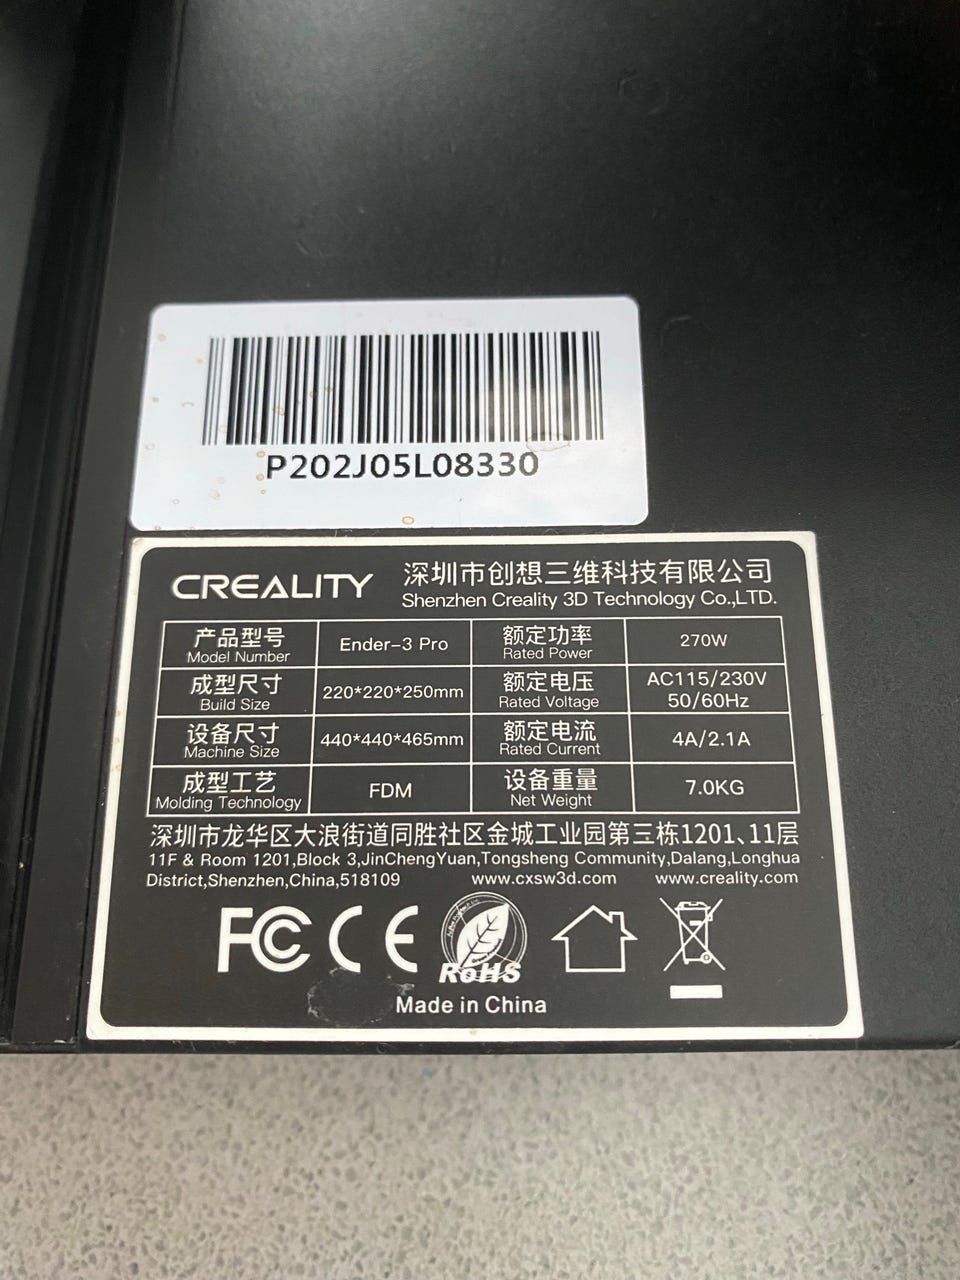 P202J05L08330
CREALITY
深圳市创想三维科技有限公司
Shenzhen Creality 3D Technology Co.,LTD.
产品型号 Ender-3 Pro 额定功率 270W
Model Number Rated Power
成型尺寸 220*220*250mm 额定电压 AC115/230V
Build Size Rated Voltage 50/60Hz
设备尺寸 440*440*465mm 额定电流 4A/2.1A
Machine Size Rated Current
成型工艺 FDM 设备重量 7.0KG
Molding Technology Net Weight
深圳市龙华区大浪街道同胜社区金城工业园第三栋1201、11层
11F & Room 1201,Block 3,JinChengYuan,Tongsheng Community,Dalang,Longhua
District,Shenzhen,China,518109 www.cxsw3d.com www.creality.com
FC CE RoHS
Made in China